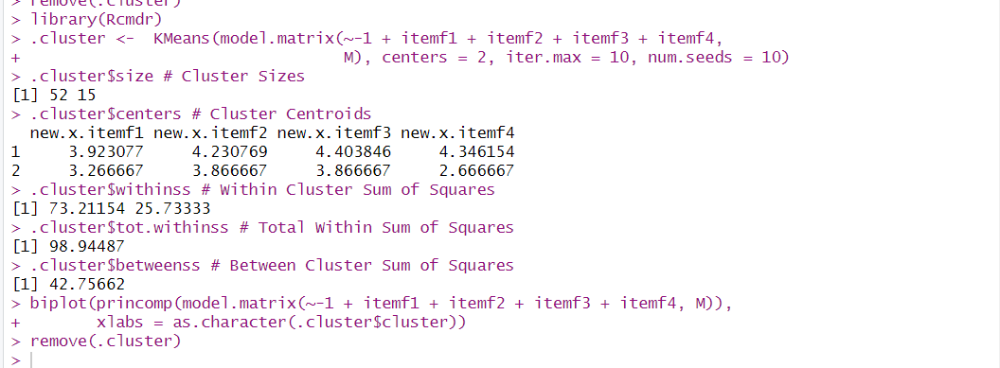 > remove(.cluster)
> library(Rcmdr)
> .cluster <-  KMeans(model.matrix(~-1 + itemf1 + itemf2 + itemf3 + itemf4,
+                                  M), centers = 2, iter.max = 10, num.seeds = 10)
> .cluster$size # Cluster Sizes
[1] 52 15
> .cluster$centers # Cluster Centroids
  new.x.itemf1 new.x.itemf2 new.x.itemf3 new.x.itemf4
1     3.923077     4.230769     4.403846     4.346154
2     3.266667     3.866667     3.866667     2.666667
> .cluster$withinss # Within Cluster Sum of Squares
[1] 73.21154 25.73333
> .cluster$tot.withinss # Total Within Sum of Squares
[1] 98.94487
> .cluster$betweenss # Between Cluster Sum of Squares
[1] 42.75662
> biplot(princomp(model.matrix(~-1 + itemf1 + itemf2 + itemf3 + itemf4, M)),
+        xlabs = as.character(.cluster$cluster))
> remove(.cluster)
>